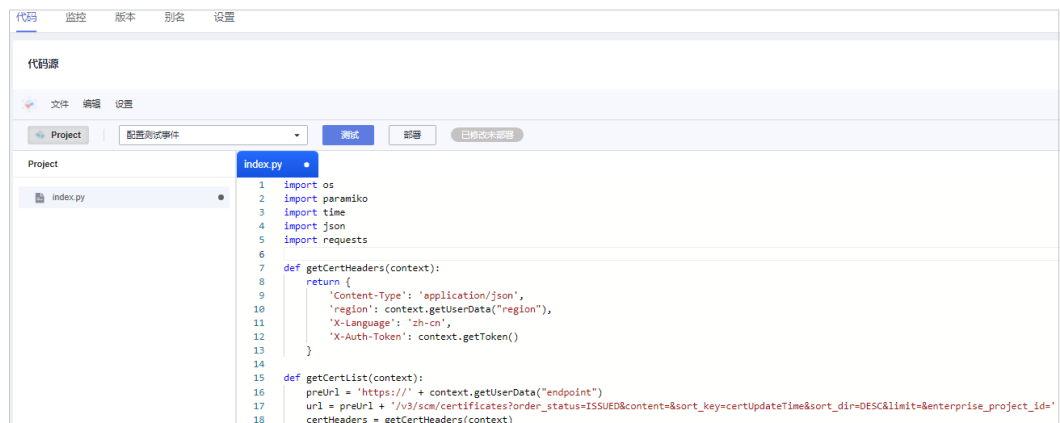 代码 监控 版本 别名 设置
代码源
文件 编辑 设置
Project 配置测试事件 测试 部署 已修改未部署
Project index.py
index.py
1 import os
2 import paramiko
3 import time
4 import json
5 import requests
6
7 def getCertHeaders(context):
8 return {
9 'Content-Type': 'application/json',
10 'region': context.getUserData("region"),
11 'X-Language': 'zh-cn',
12 'X-Auth-Token': context.getToken()
13 }
14
15 def getCertList(context):
16 preUrl = 'https://' + context.getUserData("endpoint")
17 url = preUrl + '/v3/scm/certificates?order_status=ISSUED&content=&sort_key=certUpdateTime&sort_dir=DESC&limit=&enterprise_project_id='
18 certHeaders = getCertHeaders(context)